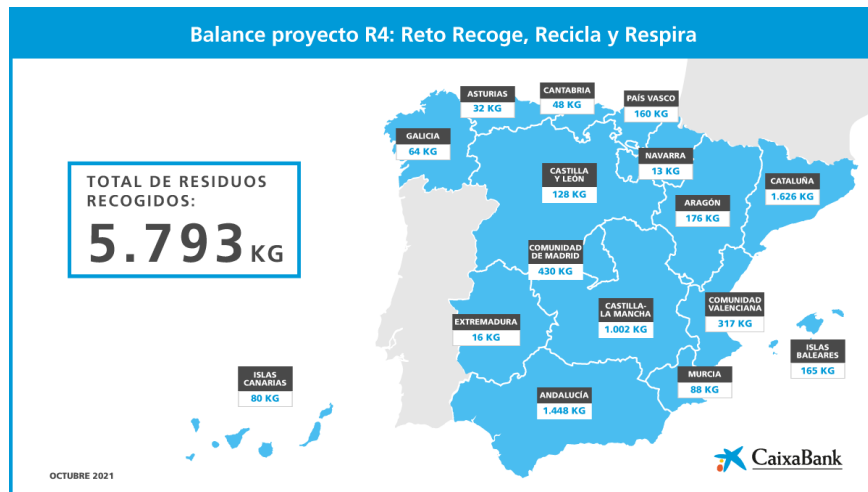 Balance proyecto R4: Reto Recoge, Recicla y Respira
TOTAL DE RESIDUOS
RECOGIDOS:
5.793 KG
ASTURIAS
32 KG
CANTABRIA
48 KG
PAÍS VASCO
160 KG
GALICIA
64 KG
NAVARRA
13 KG
CASTILLA
Y LEÓN
128 KG
CATALUÑA
1.626 KG
ARAGÓN
176 KG
COMUNIDAD
DE MADRID
430 KG
CASTILLA-
LA MANCHA
1.002 KG
COMUNIDAD
VALENCIANA
317 KG
EXTREMADURA
16 KG
ISLAS
BALEARES
165 KG
ISLAS
CANARIAS
80 KG
MURCIA
88 KG
ANDALUCÍA
1.448 KG
OCTUBRE 2021
CaixaBank